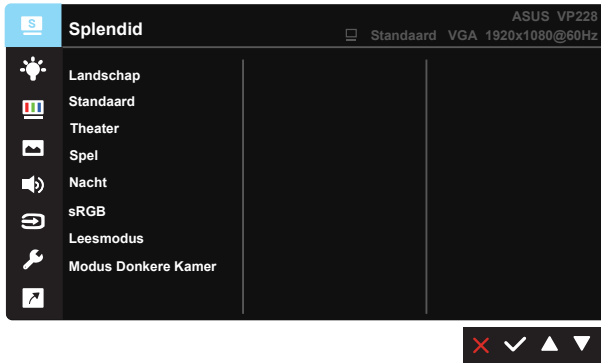 S
Splendid
ASUS VP228
Standaard VGA 1920x1080@60Hz
Landschap
Standaard
Theater
Spel
Nacht
sRGB
Leesmodus
Modus Donkere Kamer